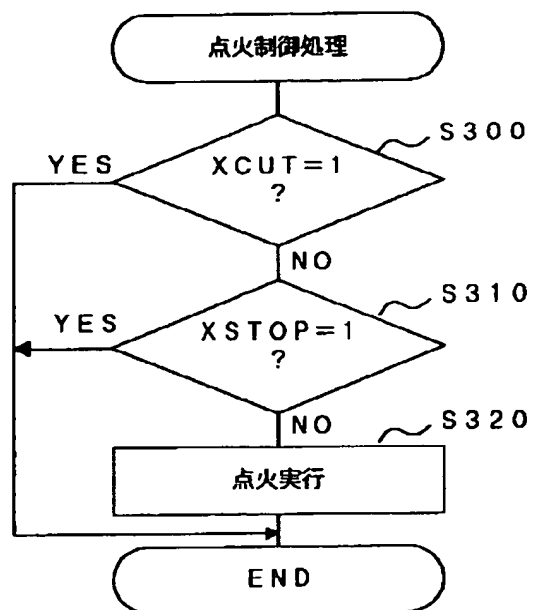 点火制御処理
S300
YES
XCUT=1
?
NO
S310
YES
XSTOP=1
?
NO
S320
点火実行
END